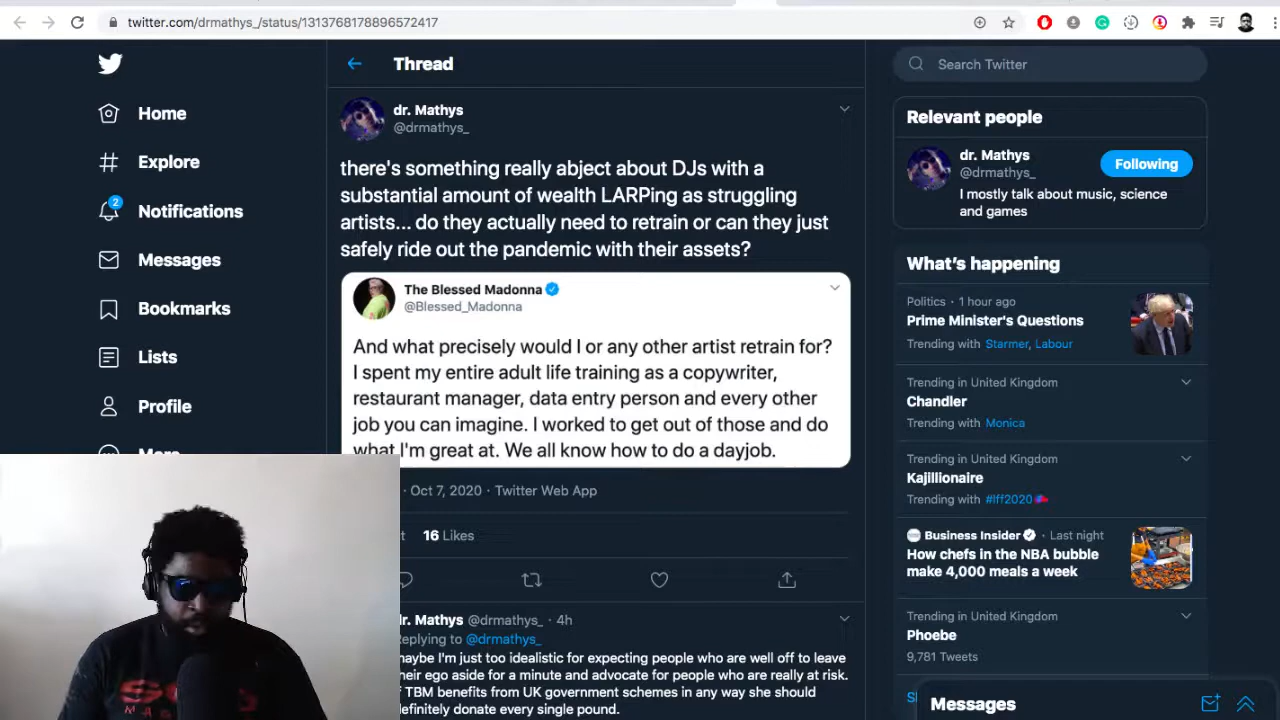 twitter.com/drmathys_/status/1313768178896572417
Home
Explore
2
Notifications
Messages
Bookmarks
Lists
Profile
Thread
dr. Mathys
@drmathys_
there's something really abject about DJs with a
substantial amount of wealth LARPing as struggling
artists... do they actually need to retrain or can they just
safely ride out the pandemic with their assets?
The Blessed Madonna
@Blessed_Madonna
And what precisely would I or any other artist retrain for?
I spent my entire adult life training as a copywriter,
restaurant manager, data entry person and every other
job you can imagine. I worked to get out of those and do
what I'm great at. We all know how to do a dayjob.
· Oct 7, 2020 · Twitter Web App
16 Likes
dr. Mathys @drmathys_ · 4h
Replying to @drmathys_
maybe I'm just too idealistic for expecting people who are well off to leave
their ego aside for a minute and advocate for people who are really at risk.
if TBM benefits from UK government schemes in any way she should
definitely donate every single pound.
Search Twitter
Relevant people
dr. Mathys
@drmathys_
Following
I mostly talk about music, science
and games
What's happening
Politics · 1 hour ago
Prime Minister's Questions
Trending with Starmer, Labour
Trending in United Kingdom
Chandler
Trending with Monica
Trending in United Kingdom
Kajillionaire
Trending with #lff2020
Business Insider · Last night
How chefs in the NBA bubble
make 4,000 meals a week
Trending in United Kingdom
Phoebe
9,781 Tweets
Messages